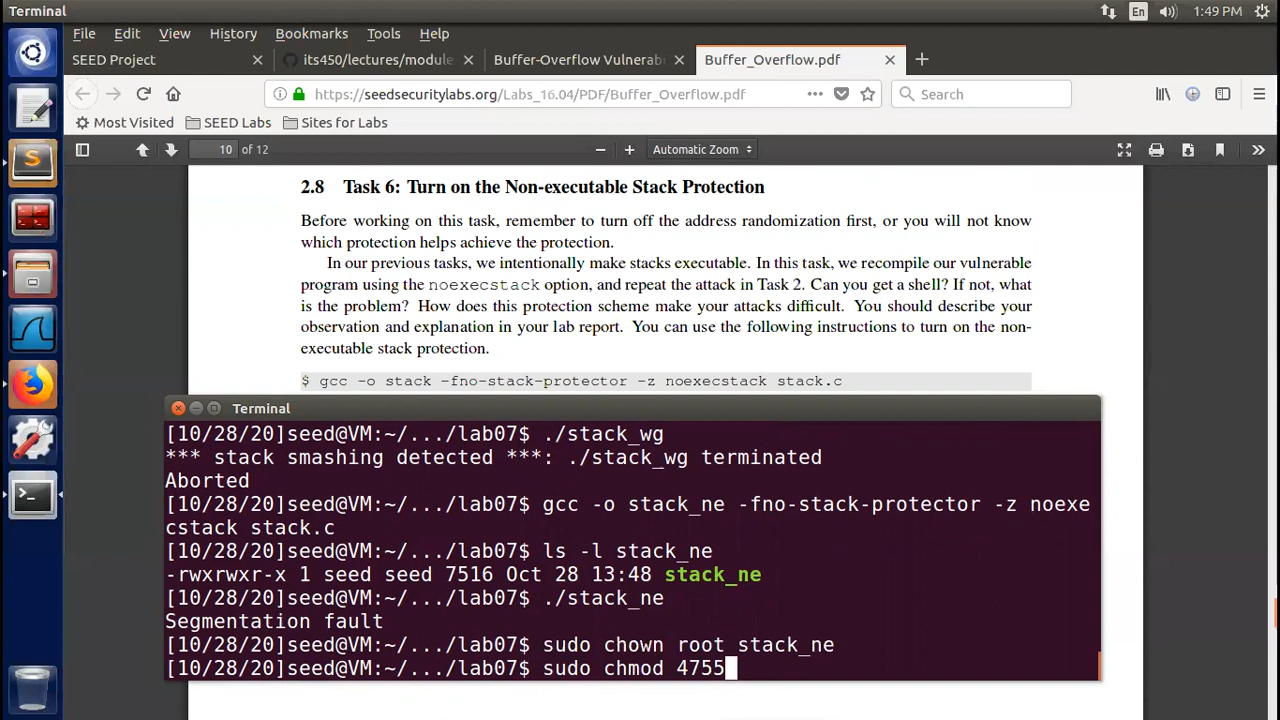 Terminal
En
1:49 PM
File Edit View History Bookmarks Tools Help
SEED Project
its450/lectures/module
Buffer-Overflow Vulnerab
Buffer_Overflow.pdf
https://seedsecuritylabs.org/Labs_16.04/PDF/Buffer_Overflow.pdf
Search
Most Visited
SEED Labs
Sites for Labs
10 of 12
Automatic Zoom
2.8 Task 6: Turn on the Non-executable Stack Protection
Before working on this task, remember to turn off the address randomization first, or you will not know
which protection helps achieve the protection.
In our previous tasks, we intentionally make stacks executable. In this task, we recompile our vulnerable
program using the noexecstack option, and repeat the attack in Task 2. Can you get a shell? If not, what
is the problem? How does this protection scheme make your attacks difficult. You should describe your
observation and explanation in your lab report. You can use the following instructions to turn on the non-
executable stack protection.
$ gcc -o stack -fno-stack-protector -z noexecstack stack.c
Terminal
[10/28/20]seed@VM:~/.../lab07$ ./stack_wg
*** stack smashing detected ***: ./stack_wg terminated
Aborted
[10/28/20]seed@VM:~/.../lab07$ gcc -o stack_ne -fno-stack-protector -z noexe
cstack stack.c
[10/28/20]seed@VM:~/.../lab07$ ls -l stack_ne
-rwxrwxr-x 1 seed seed 7516 Oct 28 13:48 stack_ne
[10/28/20]seed@VM:~/.../lab07$ ./stack_ne
Segmentation fault
[10/28/20]seed@VM:~/.../lab07$ sudo chown root stack_ne
[10/28/20]seed@VM:~/.../lab07$ sudo chmod 4755